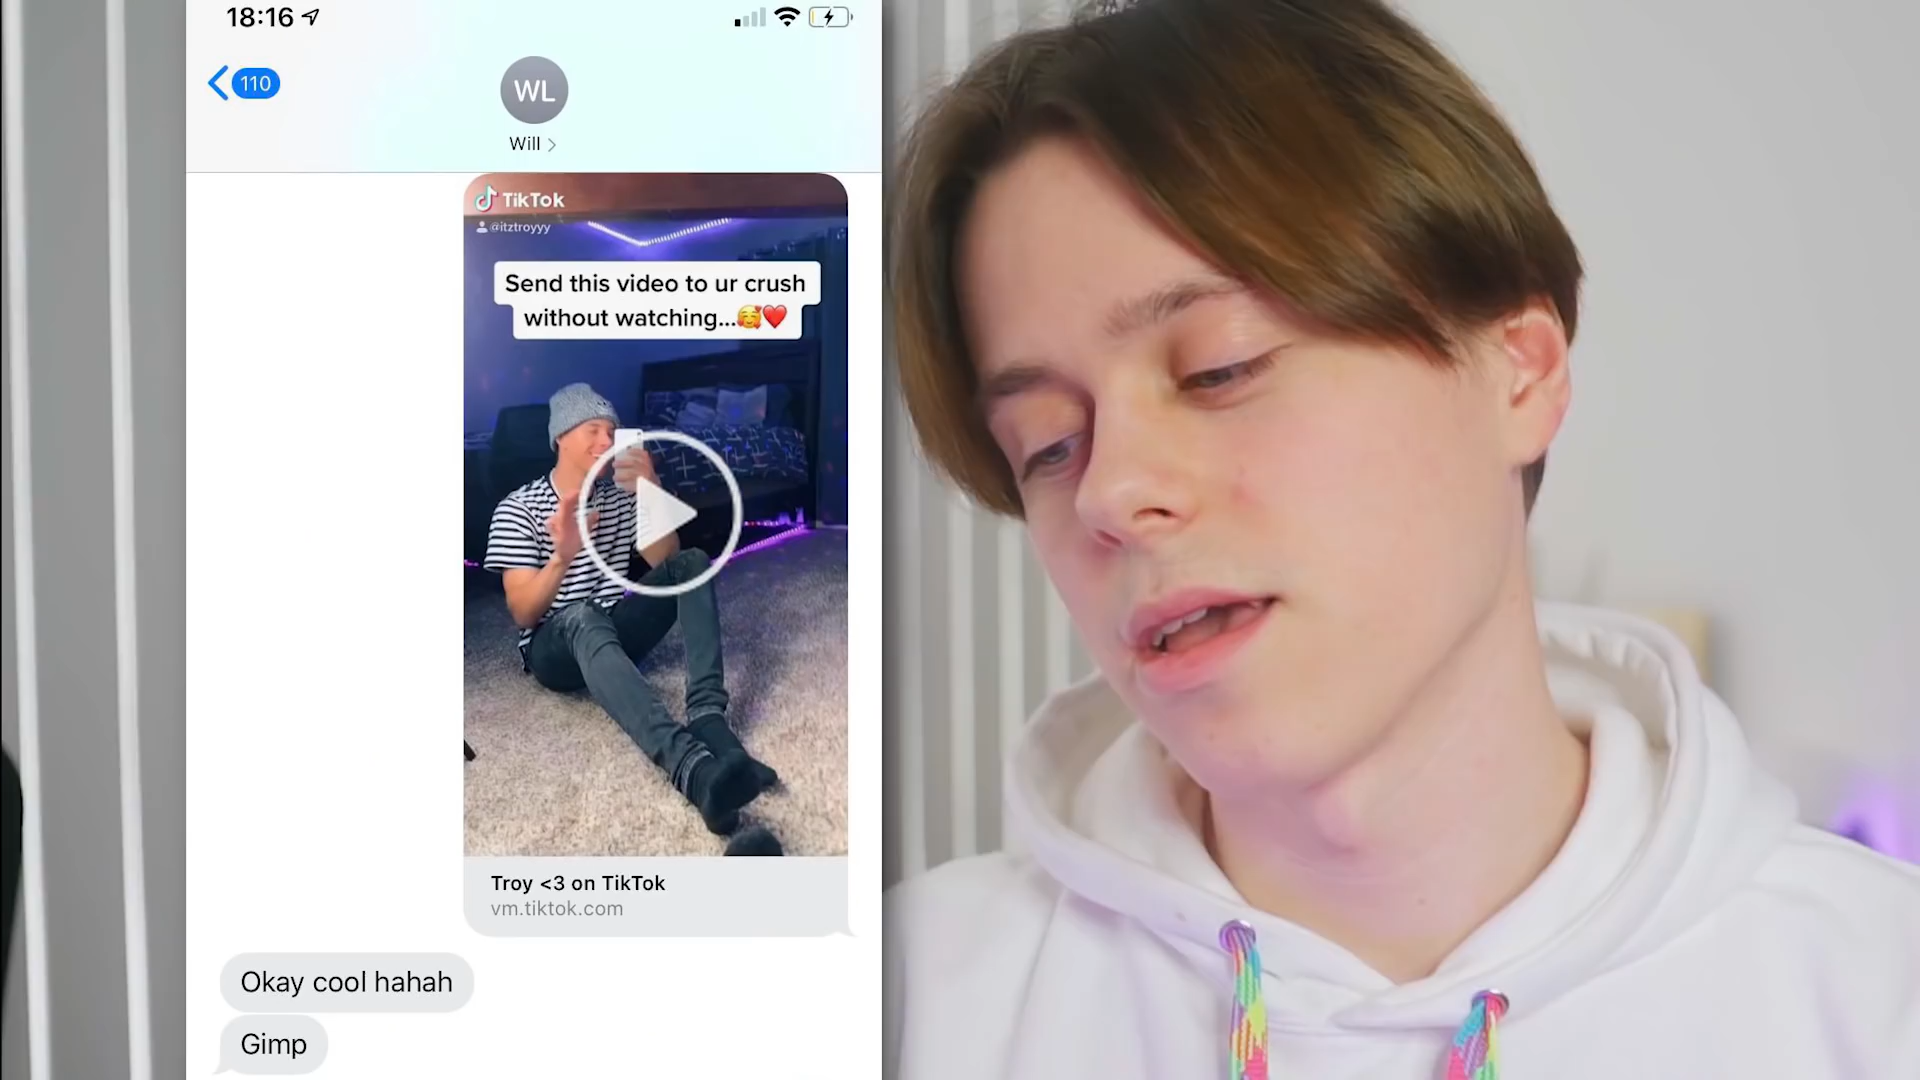 18:16
110
WL
Will
TikTok
@itztroyyy
Send this video to ur crush
without watching...🥰❤️
Troy <3 on TikTok
vm.tiktok.com
Okay cool hahah
Gimp